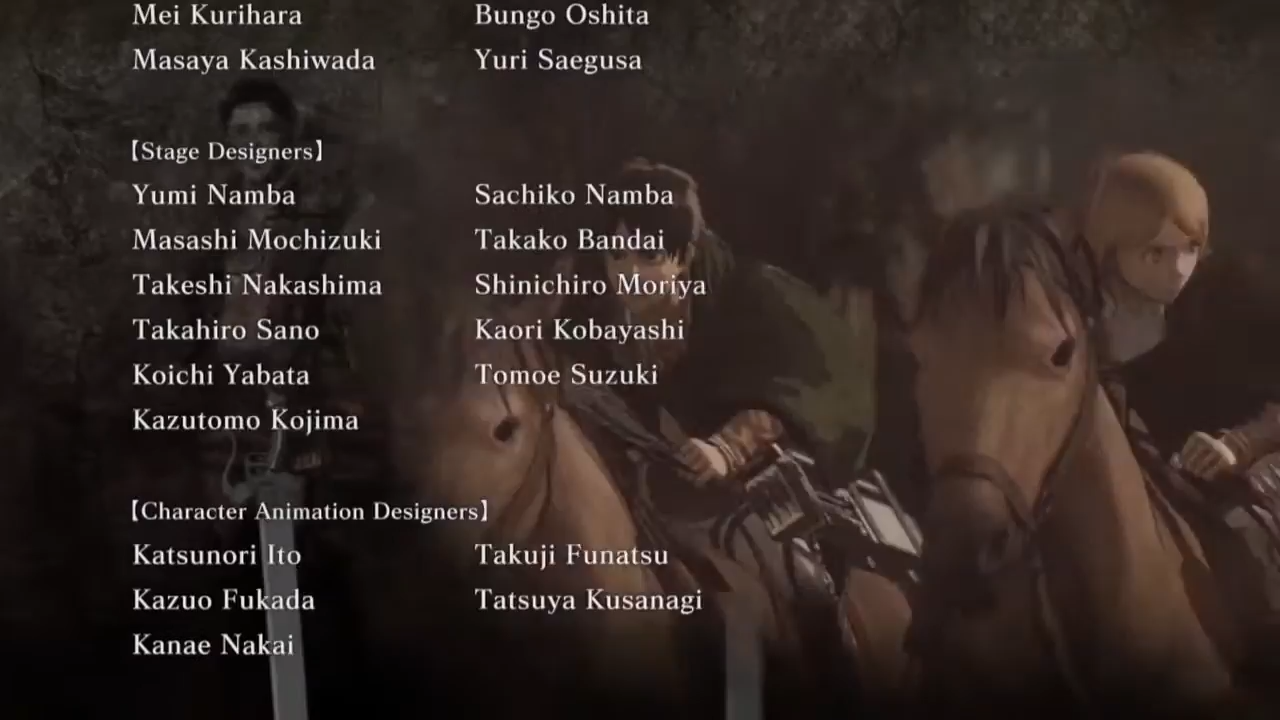 Mei Kurihara Bungo Oshita
Masaya Kashiwada Yuri Saegusa
【Stage Designers】
Yumi Namba Sachiko Namba
Masashi Mochizuki Takako Bandai
Takeshi Nakashima Shinichiro Moriya
Takahiro Sano Kaori Kobayashi
Koichi Yabata Tomoe Suzuki
Kazutomo Kojima
【Character Animation Designers】
Katsunori Ito Takuji Funatsu
Kazuo Fukada Tatsuya Kusanagi
Kanae Nakai